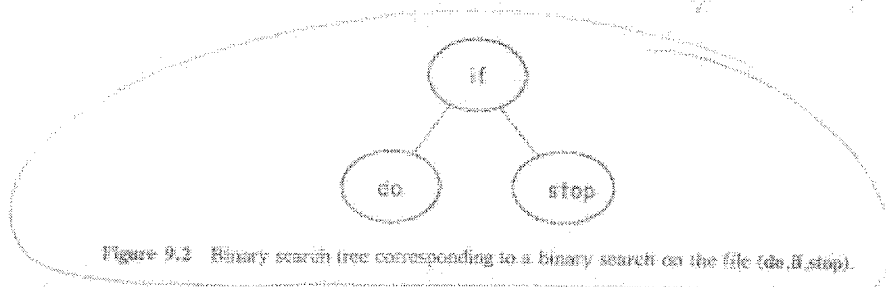 if
do
stop
Figure 9.2 Binary search tree corresponding to a binary search on the file (do,if,stop).